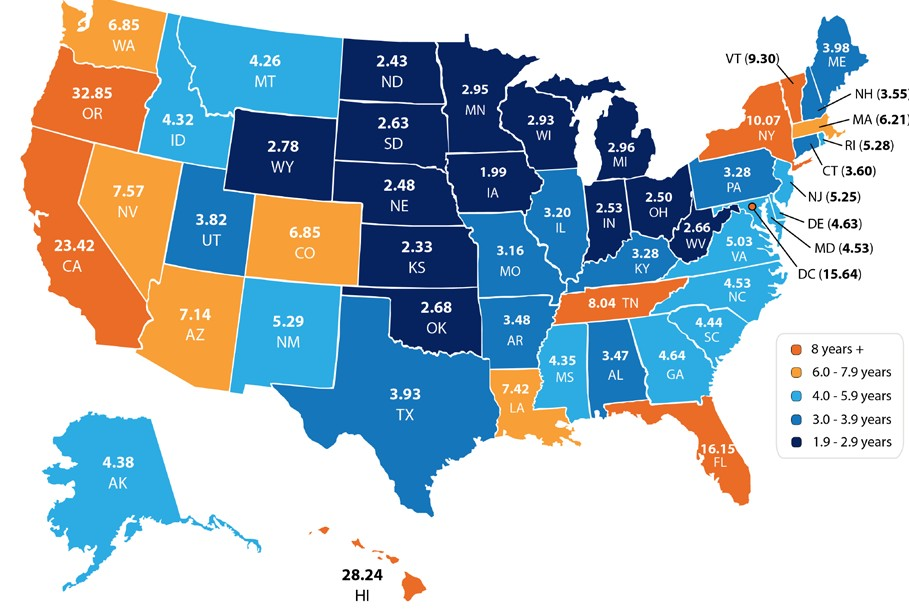 6.85
WA
32.85
OR
4.32
ID
4.26
MT
2.43
ND
2.95
MN
2.63
SD
2.78
WY
2.93
WI
2.96
MI
3.98
ME
VT (9.30)
NH (3.55)
10.07
NY
MA (6.21)
RI (5.28)
CT (3.60)
3.28
PA
NJ (5.25)
DE (4.63)
MD (4.53)
DC (15.64)
7.57
NV
3.82
UT
6.85
CO
2.48
NE
1.99
IA
3.20
IL
2.53
IN
2.50
OH
2.66
WV
5.03
VA
23.42
CA
2.33
KS
3.16
MO
3.28
KY
4.53
NC
7.14
AZ
5.29
NM
2.68
OK
3.48
AR
8.04 TN
4.44
SC
3.93
TX
7.42
LA
4.35
MS
3.47
AL
4.64
GA
16.15
FL
8 years +
6.0 - 7.9 years
4.0 - 5.9 years
3.0 - 3.9 years
1.9 - 2.9 years
4.38
AK
28.24
HI